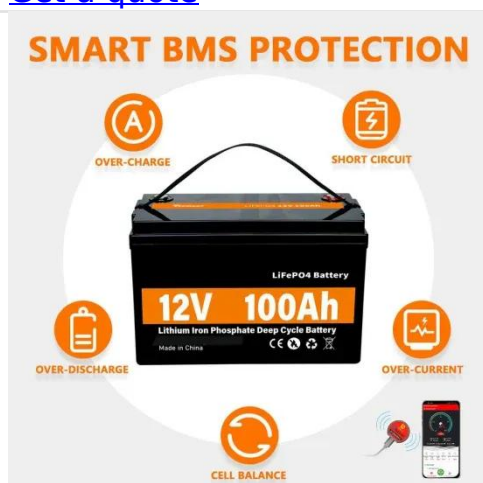 Get a quote
SMART BMS PROTECTION
OVER-CHARGE
SHORT CIRCUIT
LiFePO4 Battery
12V 100Ah
Lithium Iron Phosphate Deep Cycle Battery
Made in China
CE
OVER-DISCHARGE
OVER-CURRENT
CELL BALANCE